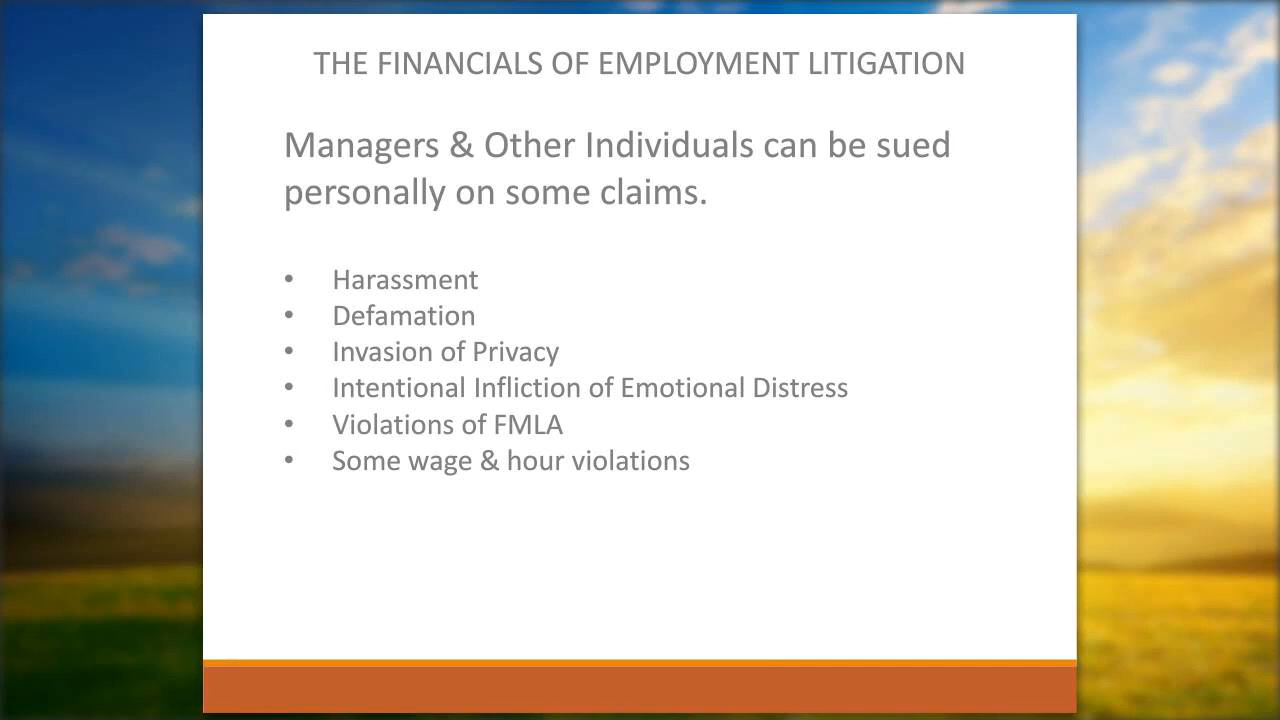 THE FINANCIALS OF EMPLOYMENT LITIGATION
Managers & Other Individuals can be sued
personally on some claims.
• Harassment
• Defamation
• Invasion of Privacy
• Intentional Infliction of Emotional Distress
• Violations of FMLA
• Some wage & hour violations